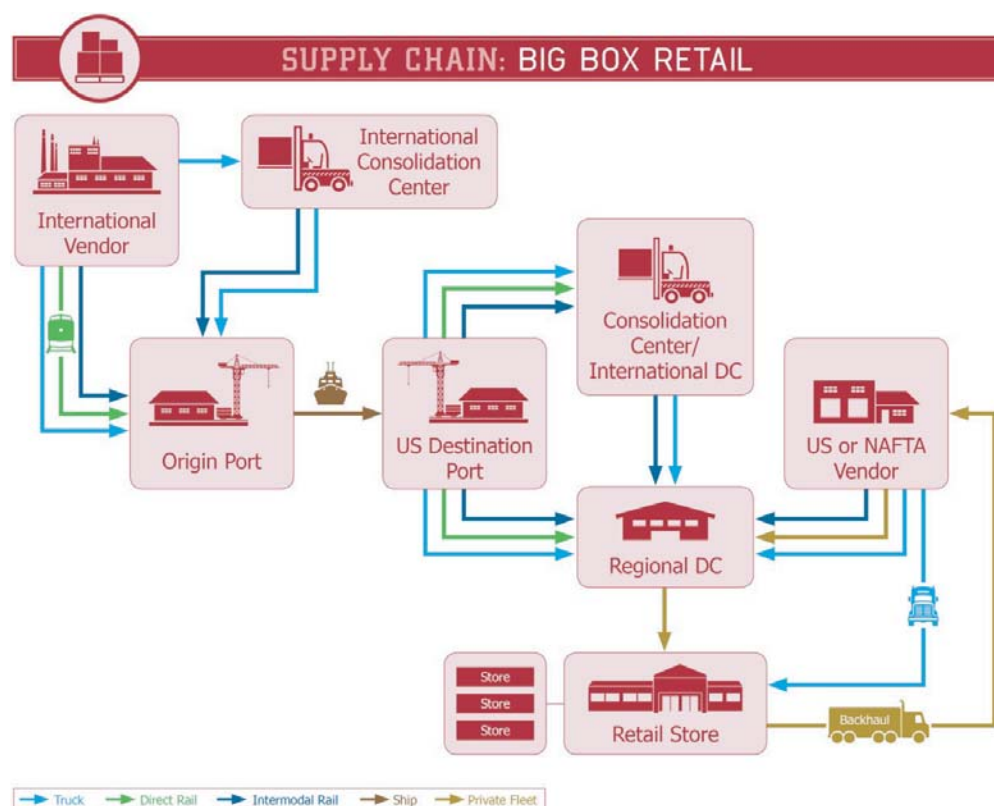 SUPPLY CHAIN: BIG BOX RETAIL
International
Vendor
International
Consolidation
Center
Origin Port
US Destination
Port
Consolidation
Center/
International DC
US or NAFTA
Vendor
Regional DC
Store
Store
Store
Retail Store
Backhaul
Truck
Direct Rail
Intermodal Rail
Ship
Private Fleet